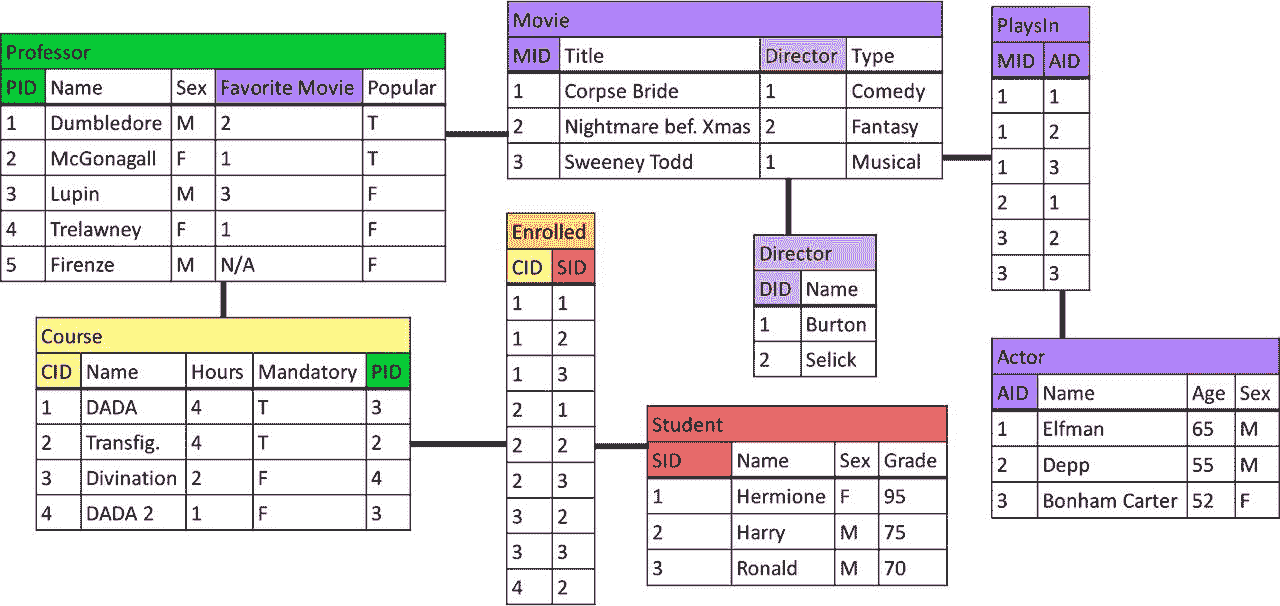 Professor
PID Name Sex Favorite Movie Popular
1 Dumbledore M 2 T
2 McGonagall F 1 T
3 Lupin M 3 F
4 Trelawney F 1 F
5 Firenze M N/A F
Movie
MID Title Director Type
1 Corpse Bride 1 Comedy
2 Nightmare bef. Xmas 2 Fantasy
3 Sweeney Todd 1 Musical
PlaysIn
MID AID
1 1
1 2
1 3
2 1
3 2
3 3
Course
CID Name Hours Mandatory PID
1 DADA 4 T 3
2 Transfig. 4 T 2
3 Divination 2 F 4
4 DADA 2 1 F 3
Enrolled
CID SID
1 1
1 2
1 3
2 1
2 2
2 3
3 2
3 3
4 2
Director
DID Name
1 Burton
2 Selick
Student
SID Name Sex Grade
1 Hermione F 95
2 Harry M 75
3 Ronald M 70
Actor
AID Name Age Sex
1 Elfman 65 M
2 Depp 55 M
3 Bonham Carter 52 F